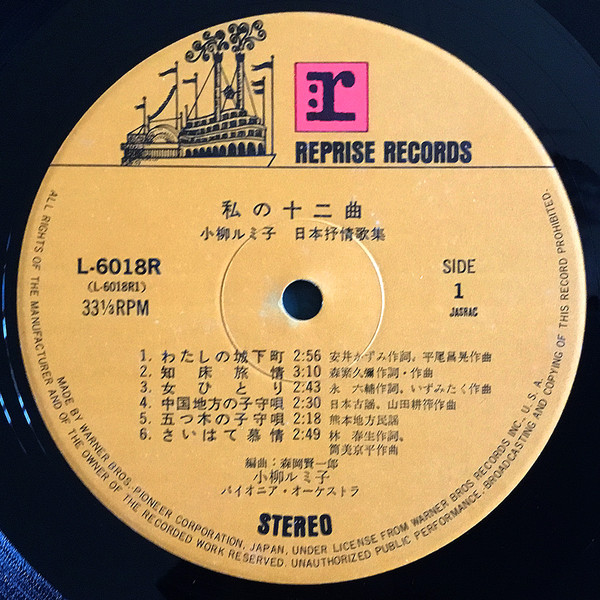 r
REPRISE RECORDS
私の十二曲
小柳ルミ子 日本抒情歌集
L-6018R
(L-6018R1)
33⅓RPM
SIDE
1
JASRAC
1. わたしの城下町 2:56 安井かずみ作詞。平尾昌晃作曲
2. 知床旅情 3:10 森繁久彌作詞・作曲
3. 女ひとり 2:43 永 六輔作詞。いずみたく作曲
4. 中国地方の子守唄 2:30 日本古謡。山田耕筰作曲
5. 五つ木の子守唄 2:18 熊本地方民謡
6. さいはて慕情 2:49 林 春生作詞。
筒美京平作曲
編曲:森岡賢一郎
小柳ルミ子
パイオニア・オーケストラ
STEREO
ALL RIGHTS OF THE MANUFACTURER AND OF THE OWNER OF THE RECORDED WORK RESERVED. UNAUTHORIZED PUBLIC PERFORMANCE. BROADCASTING AND COPYING OF THIS RECORD PROHIBITED.
MADE BY WARNER BROS.-PIONEER CORPORATION, JAPAN, UNDER LICENSE FROM WARNER BROS RECORDS INC. U. S. A.